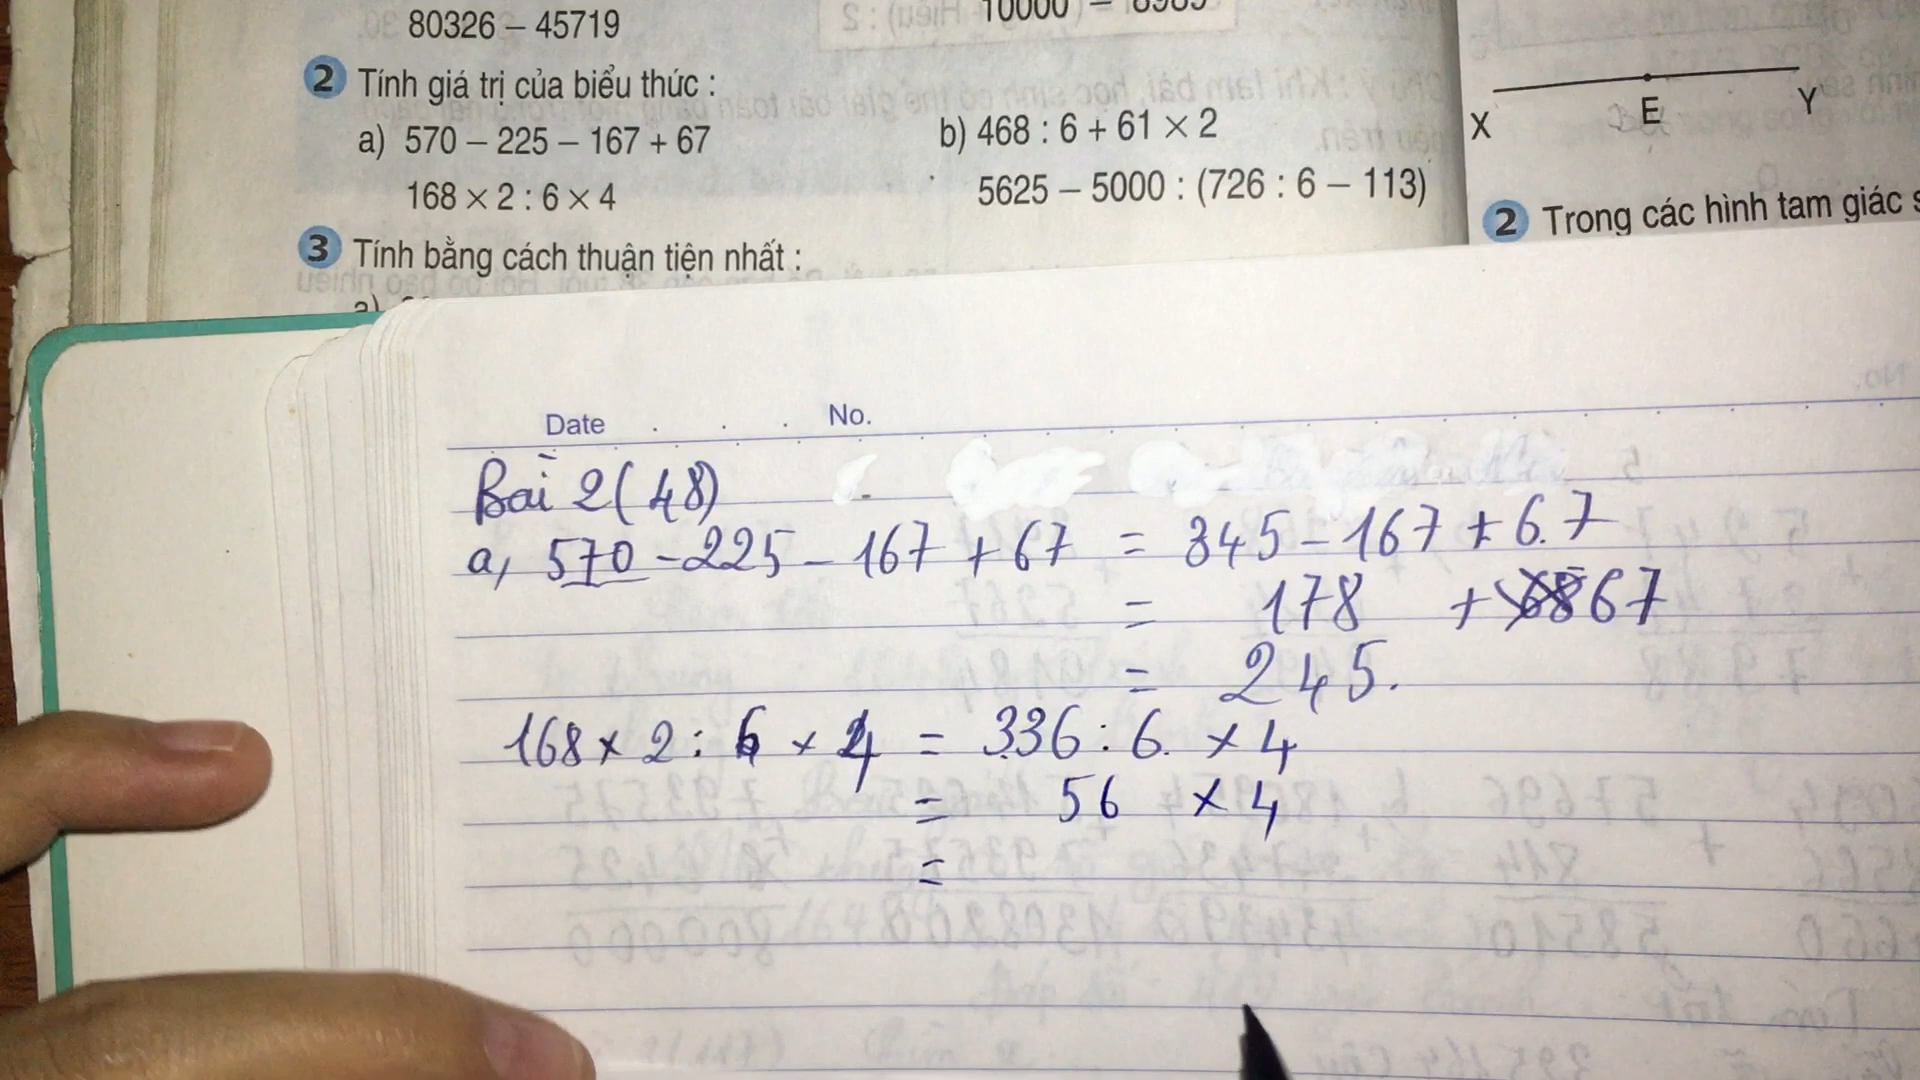 80326 – 45719
2 Tính giá trị của biểu thức :
a) 570 – 225 – 167 + 67
168 × 2 : 6 × 4
b) 468 : 6 + 61 × 2
5625 – 5000 : (726 : 6 – 113)
3 Tính bằng cách thuận tiện nhất :
a)
X E Y
2 Trong các hình tam giác s
Date No.
Bài 2 (48)
a, 570 - 225 - 167 + 67 = 345 - 167 + 67
= 178 + 67
= 245.
168 × 2 : 6 × 4 = 336 : 6 × 4
= 56 × 4
=